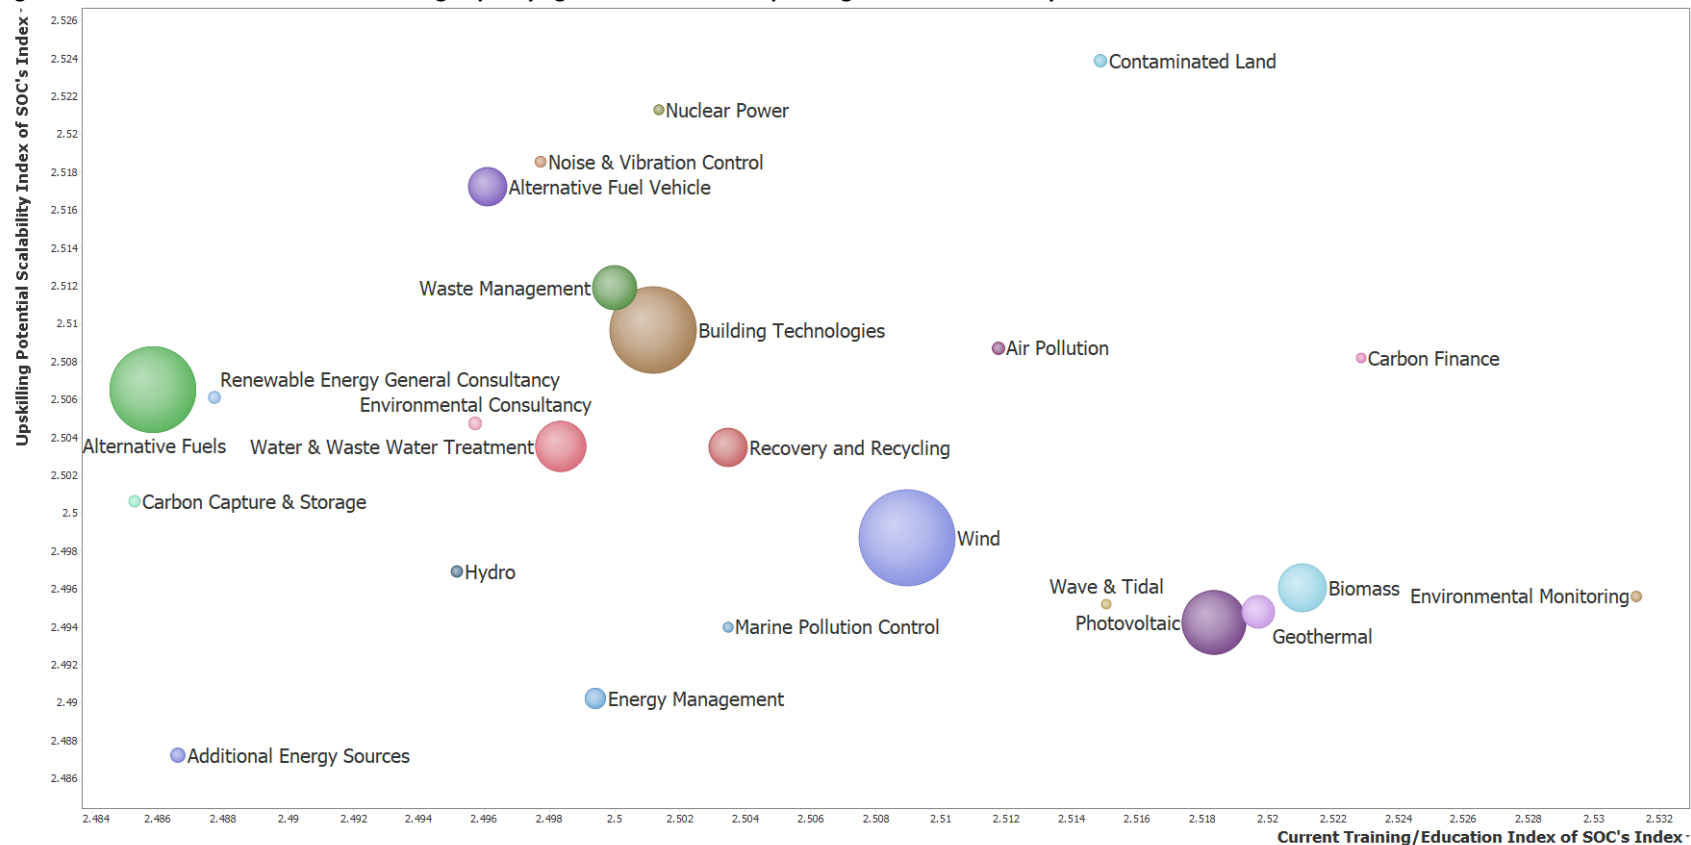 Upskilling Potential Scalability Index of SOC's Index
2.526
2.524
2.522
2.52
2.518
2.516
2.514
2.512
2.51
2.508
2.506
2.504
2.502
2.5
2.498
2.496
2.494
2.492
2.49
2.488
2.486
Contaminated Land
Nuclear Power
Noise & Vibration Control
Alternative Fuel Vehicle
Waste Management
Building Technologies
Air Pollution
Carbon Finance
Renewable Energy General Consultancy
Environmental Consultancy
Alternative Fuels
Water & Waste Water Treatment
Recovery and Recycling
Carbon Capture & Storage
Wind
Hydro
Wave & Tidal
Biomass
Environmental Monitoring
Photovoltaic
Marine Pollution Control
Geothermal
Energy Management
Additional Energy Sources
2.484 2.486 2.488 2.49 2.492 2.494 2.496 2.498 2.5 2.502 2.504 2.506 2.508 2.51 2.512 2.514 2.516 2.518 2.52 2.522 2.524 2.526 2.528 2.53 2.532
Current Training/Education Index of SOC's Index